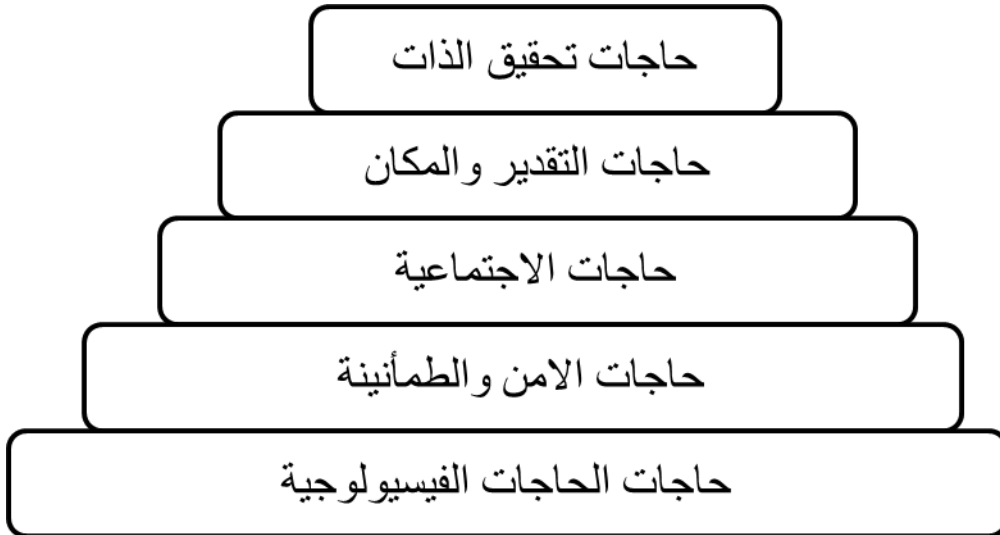 حاجات تحقيق الذات
حاجات التقدير والمكان
حاجات الاجتماعية
حاجات الامن والطمأنينة
حاجات الحاجات الفيسيولوجية